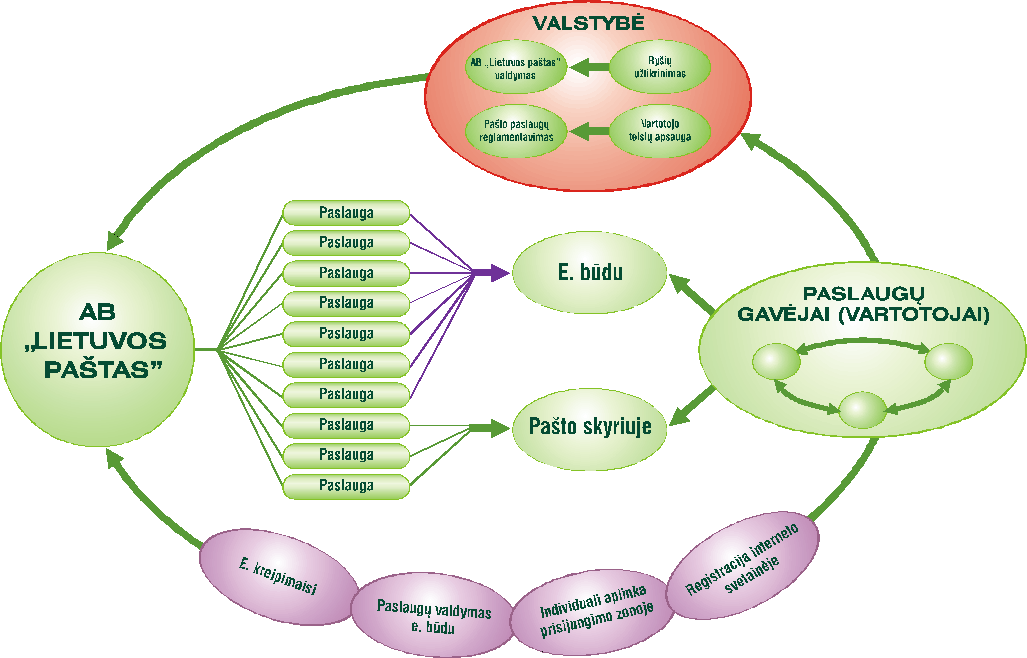 VALSTYBĖ
AB „Lietuvos paštas”
valdymas
Ryšių
užtikrinimas
Pašto paslaugų
reglamentavimas
Vartotojo
teisių apsauga
Paslauga
Paslauga
Paslauga
Paslauga
Paslauga
Paslauga
Paslauga
Paslauga
Paslauga
Paslauga
E. būdu
Pašto skyriuje
AB
„LIETUVOS
PAŠTAS”
PASLAUGŲ
GAVĖJAI (VARTOTOJAI)
E. kreipimaisi
Paslaugų valdymas
e. būdu
Individuali aplinka
prisijungimo zonoje
Registracija interneto
svetainėje